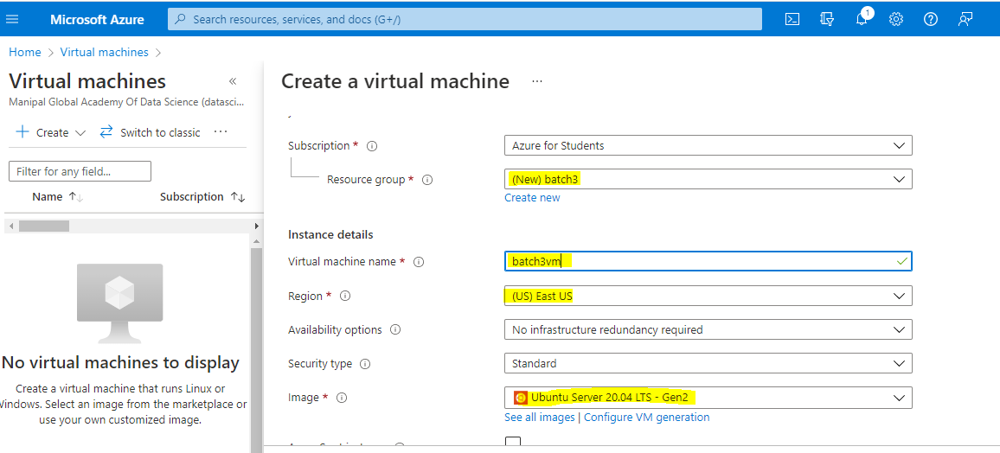 Microsoft Azure
Search resources, services, and docs (G+/)
1
Home > Virtual machines >
Virtual machines
«
Manipal Global Academy Of Data Science (datasci...
+ Create
Switch to classic
...
Filter for any field...
Name ↑↓
Subscription ↑↓
No virtual machines to display
Create a virtual machine that runs Linux or
Windows. Select an image from the marketplace or
use your own customized image.
Create a virtual machine ...
Subscription *
Azure for Students
Resource group *
(New) batch3
Create new
Instance details
Virtual machine name *
batch3vm
Region *
(US) East US
Availability options
No infrastructure redundancy required
Security type
Standard
Image *
Ubuntu Server 20.04 LTS - Gen2
See all images | Configure VM generation